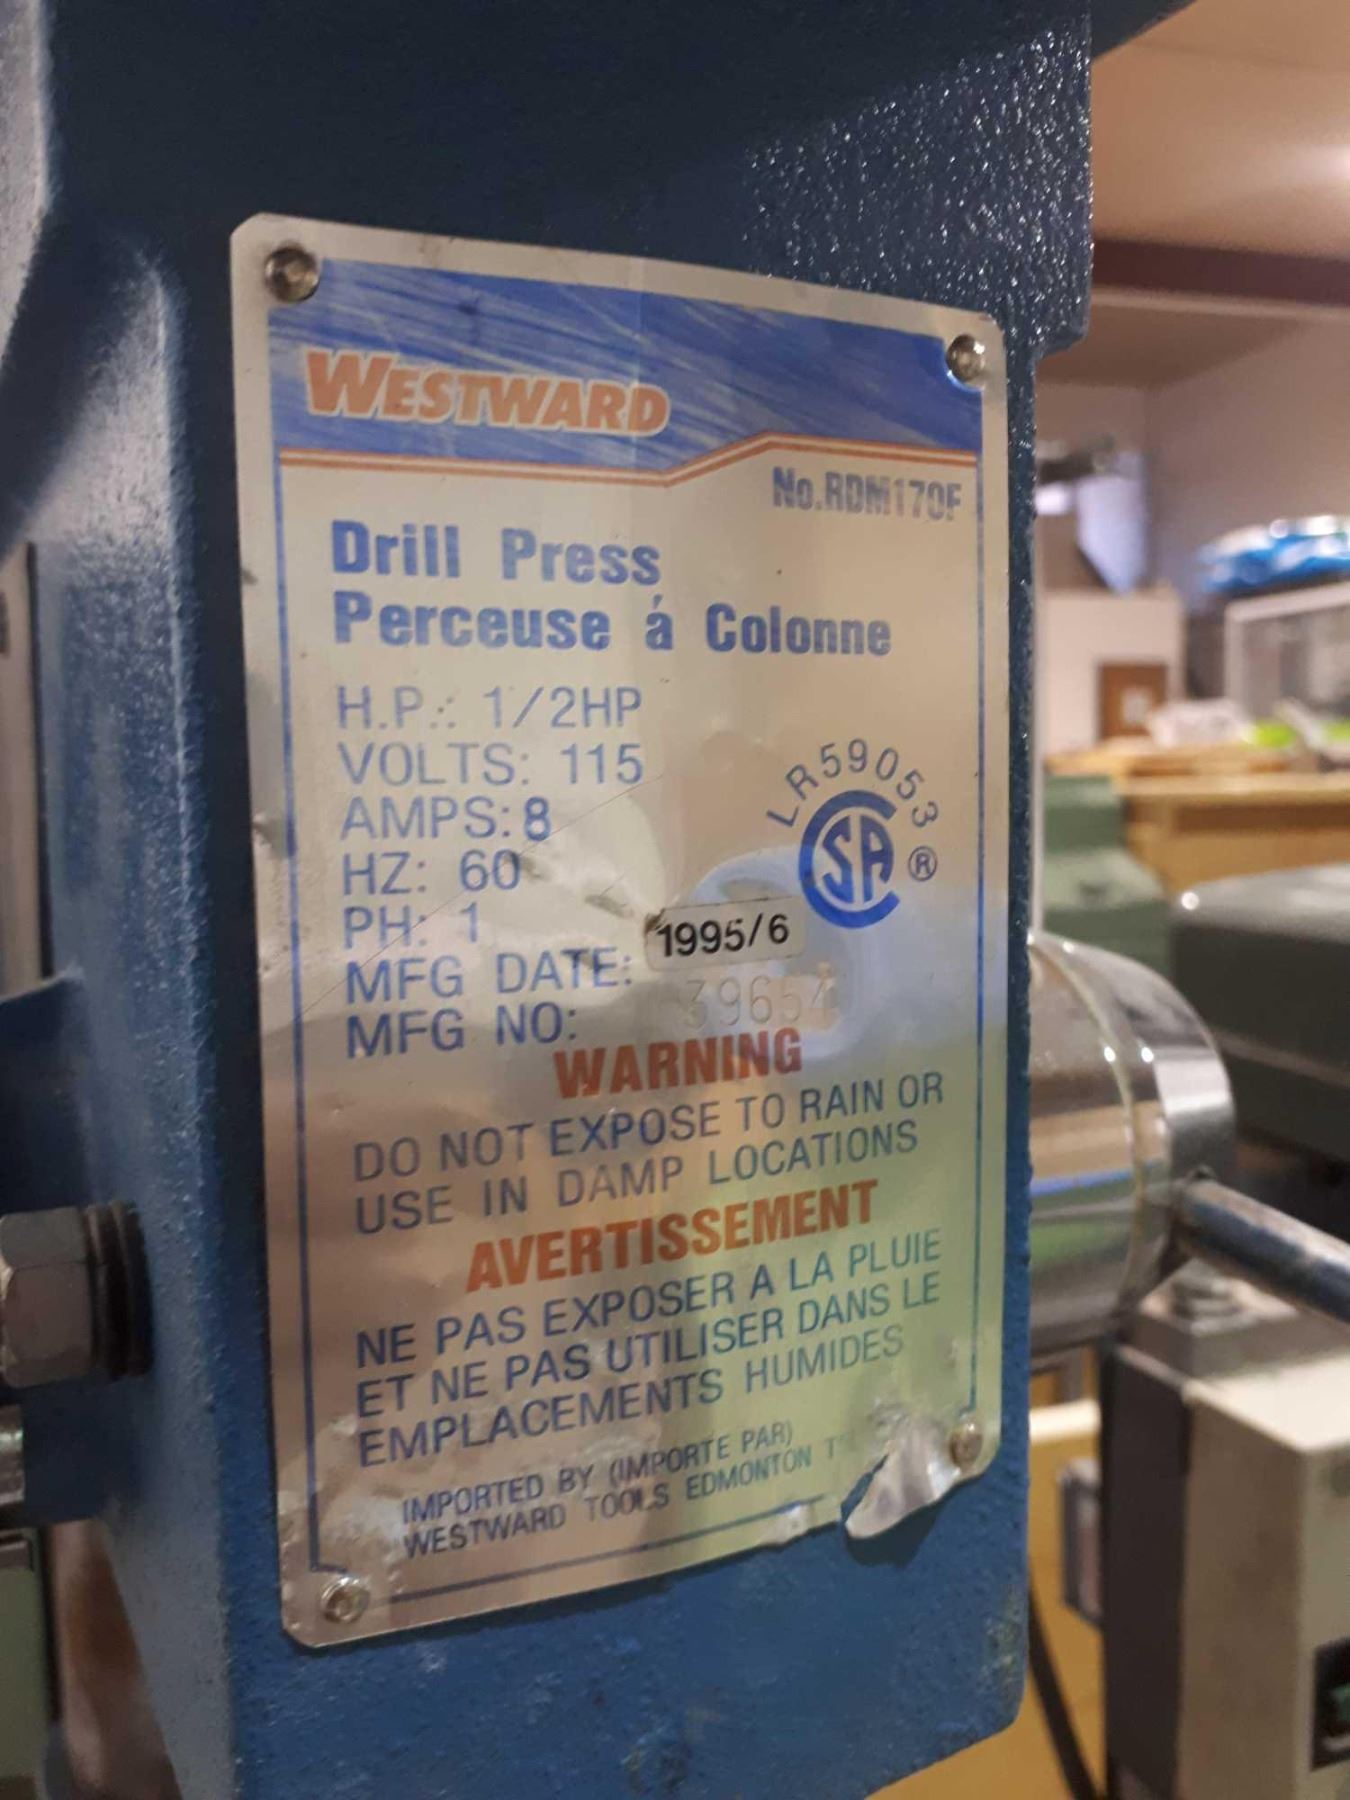 WESTWARD
No.RDM170F
Drill Press
Perceuse á Colonne
H.P.: 1/2HP
VOLTS: 115
AMPS: 8
HZ: 60
PH: 1
MFG DATE: 1995/6
MFG NO: 39654
LR59053
CSA ®
WARNING
DO NOT EXPOSE TO RAIN OR
USE IN DAMP LOCATIONS
AVERTISSEMENT
NE PAS EXPOSER A LA PLUIE
ET NE PAS UTILISER DANS LE
EMPLACEMENTS HUMIDES
IMPORTED BY (IMPORTE PAR)
WESTWARD TOOLS EDMONTON